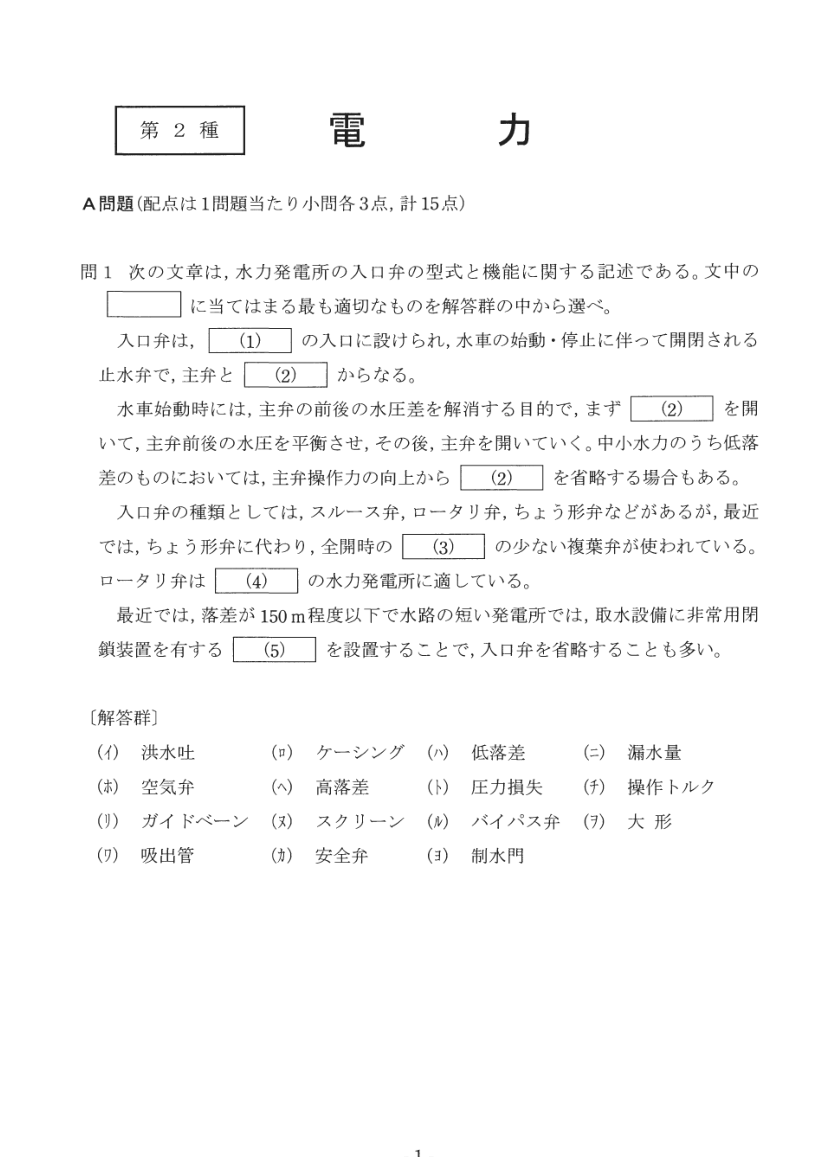 第 2 種　電　力
A問題(配点は1問題当たり小問各3点, 計15点)
問1　次の文章は, 水力発電所の入口弁の型式と機能に関する記述である。文中の
に当てはまる最も適切なものを解答群の中から選べ。
入口弁は, (1) の入口に設けられ, 水車の始動・停止に伴って開閉される
止水弁で, 主弁と (2) からなる。
水車始動時には, 主弁の前後の水圧差を解消する目的で, まず (2) を開
いて, 主弁前後の水圧を平衡させ, その後, 主弁を開いていく。中小水力のうち低落
差のものにおいては, 主弁操作力の向上から (2) を省略する場合もある。
入口弁の種類としては, スルース弁, ロータリ弁, ちょう形弁などがあるが, 最近
では, ちょう形弁に代わり, 全開時の (3) の少ない複葉弁が使われている。
ロータリ弁は (4) の水力発電所に適している。
最近では, 落差が150 m程度以下で水路の短い発電所では, 取水設備に非常用閉
鎖装置を有する (5) を設置することで, 入口弁を省略することも多い。
〔解答群〕
(イ) 洪水吐　(ロ) ケーシング　(ハ) 低落差　(ニ) 漏水量
(ホ) 空気弁　(ヘ) 高落差　(ト) 圧力損失　(チ) 操作トルク
(リ) ガイドベーン　(ヌ) スクリーン　(ル) バイパス弁　(ヲ) 大 形
(ワ) 吸出管　(カ) 安全弁　(ヨ) 制水門
- 1